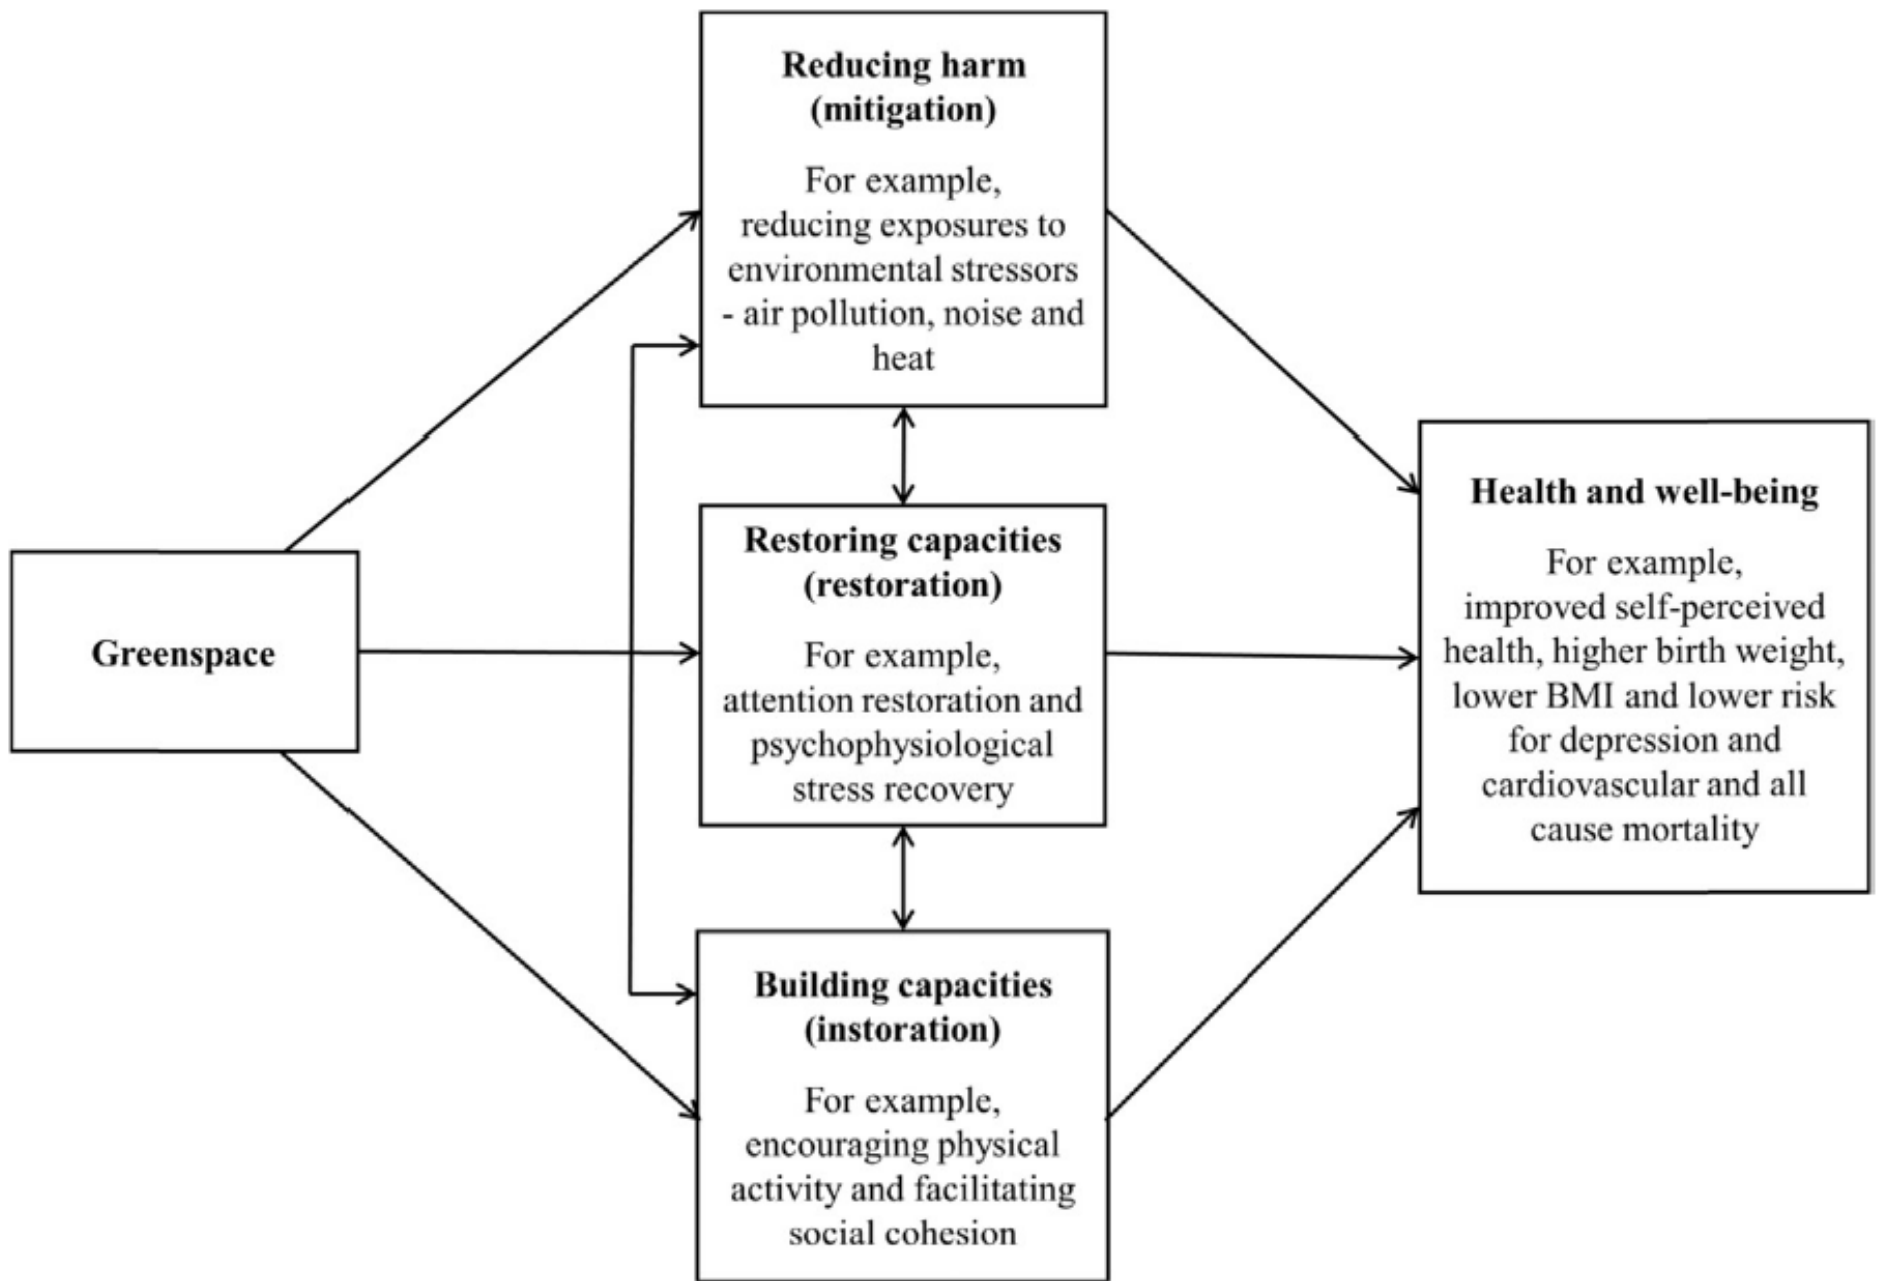 Reducing harm
(mitigation)
For example,
reducing exposures to
environmental stressors
- air pollution, noise and
heat
Greenspace
Restoring capacities
(restoration)
For example,
attention restoration and
psychophysiological
stress recovery
Building capacities
(instoration)
For example,
encouraging physical
activity and facilitating
social cohesion
Health and well-being
For example,
improved self-perceived
health, higher birth weight,
lower BMI and lower risk
for depression and
cardiovascular and all
cause mortality